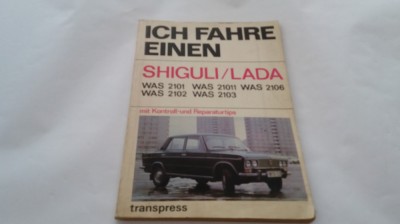 ICH FAHRE
EINEN
SHIGULI/LADA
WAS 2101 WAS 21011 WAS 2106
WAS 2102 WAS 2103
mit Kontroll- und Reparaturtips
transpress